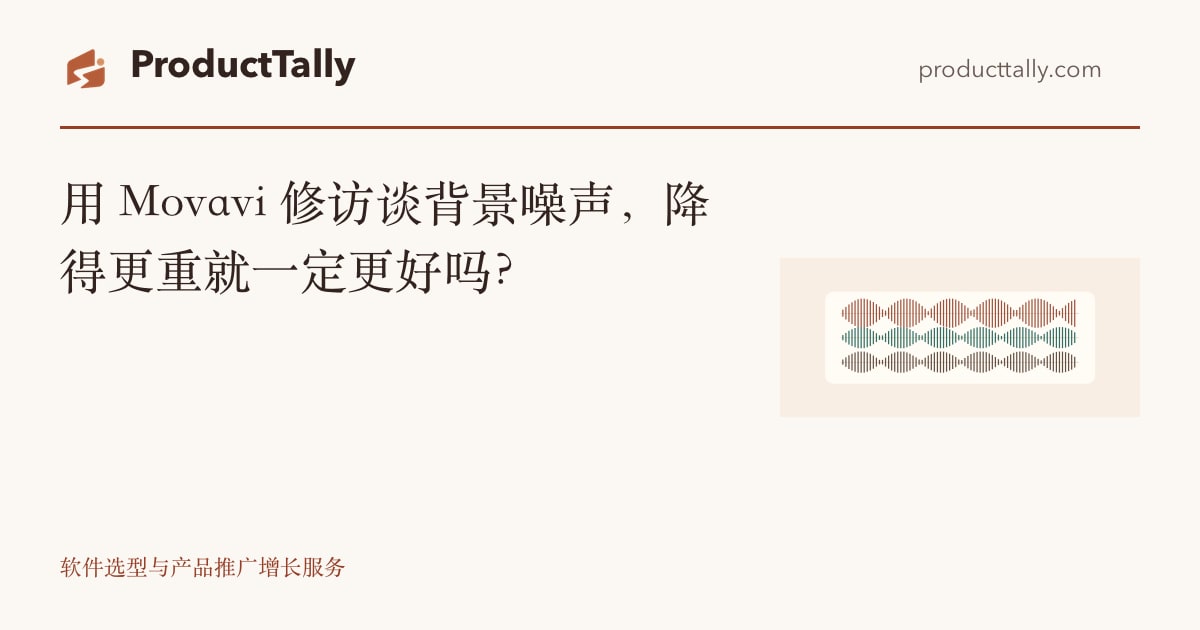 ProductTally
producttally.com
用 Movavi 修访谈背景噪声，降
得更重就一定更好吗?
软件选型与产品推广增长服务